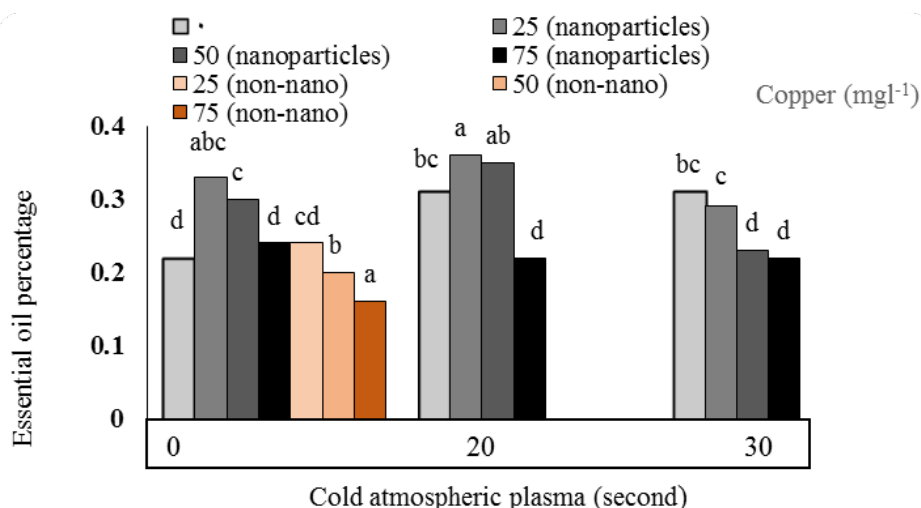 · 25 (nanoparticles)
50 (nanoparticles) 75 (nanoparticles)
25 (non-nano) 50 (non-nano)
75 (non-nano)
Copper (mgl⁻¹)
Essential oil percentage
0.4
0.3
0.2
0.1
0
d abc c d cd b a
bc a ab d
bc c d d
0 20 30
Cold atmospheric plasma (second)